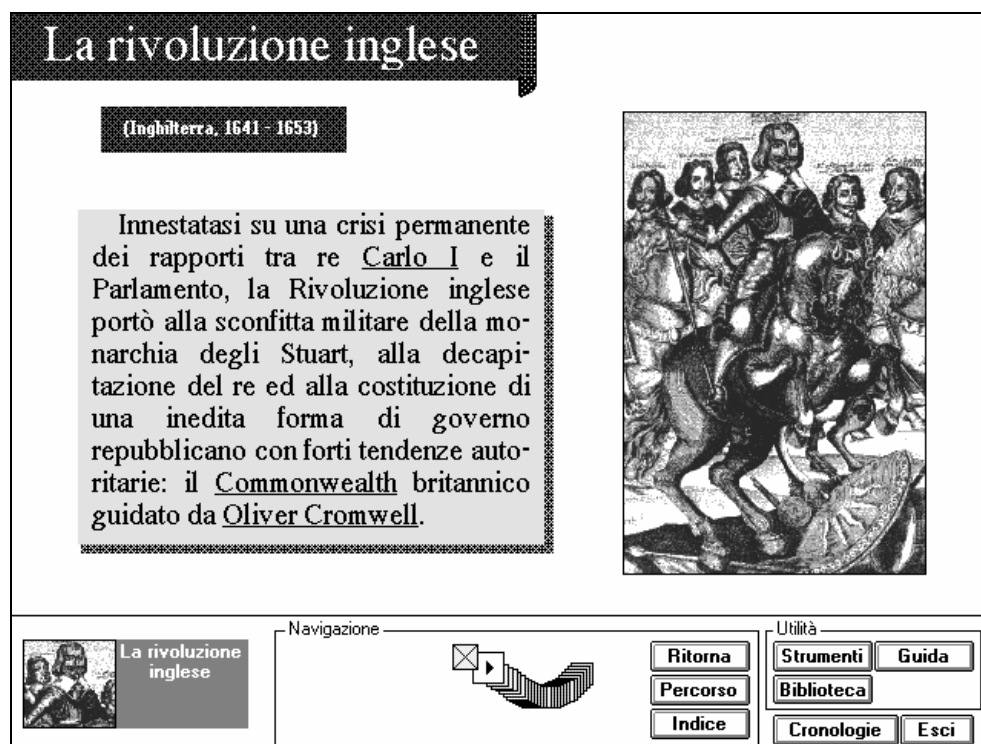 La rivoluzione inglese
(Inghilterra, 1641 - 1653)
Innestatasi su una crisi permanente
dei rapporti tra re Carlo I e il
Parlamento, la Rivoluzione inglese
portò alla sconfitta militare della mo-
narchia degli Stuart, alla decapi-
tazione del re ed alla costituzione di
una inedita forma di governo
repubblicano con forti tendenze auto-
ritarie: il Commonwealth britannico
guidato da Oliver Cromwell.
La rivoluzione
inglese
Navigazione
Ritorna
Percorso
Indice
Utilità
Strumenti Guida
Biblioteca
Cronologie Esci